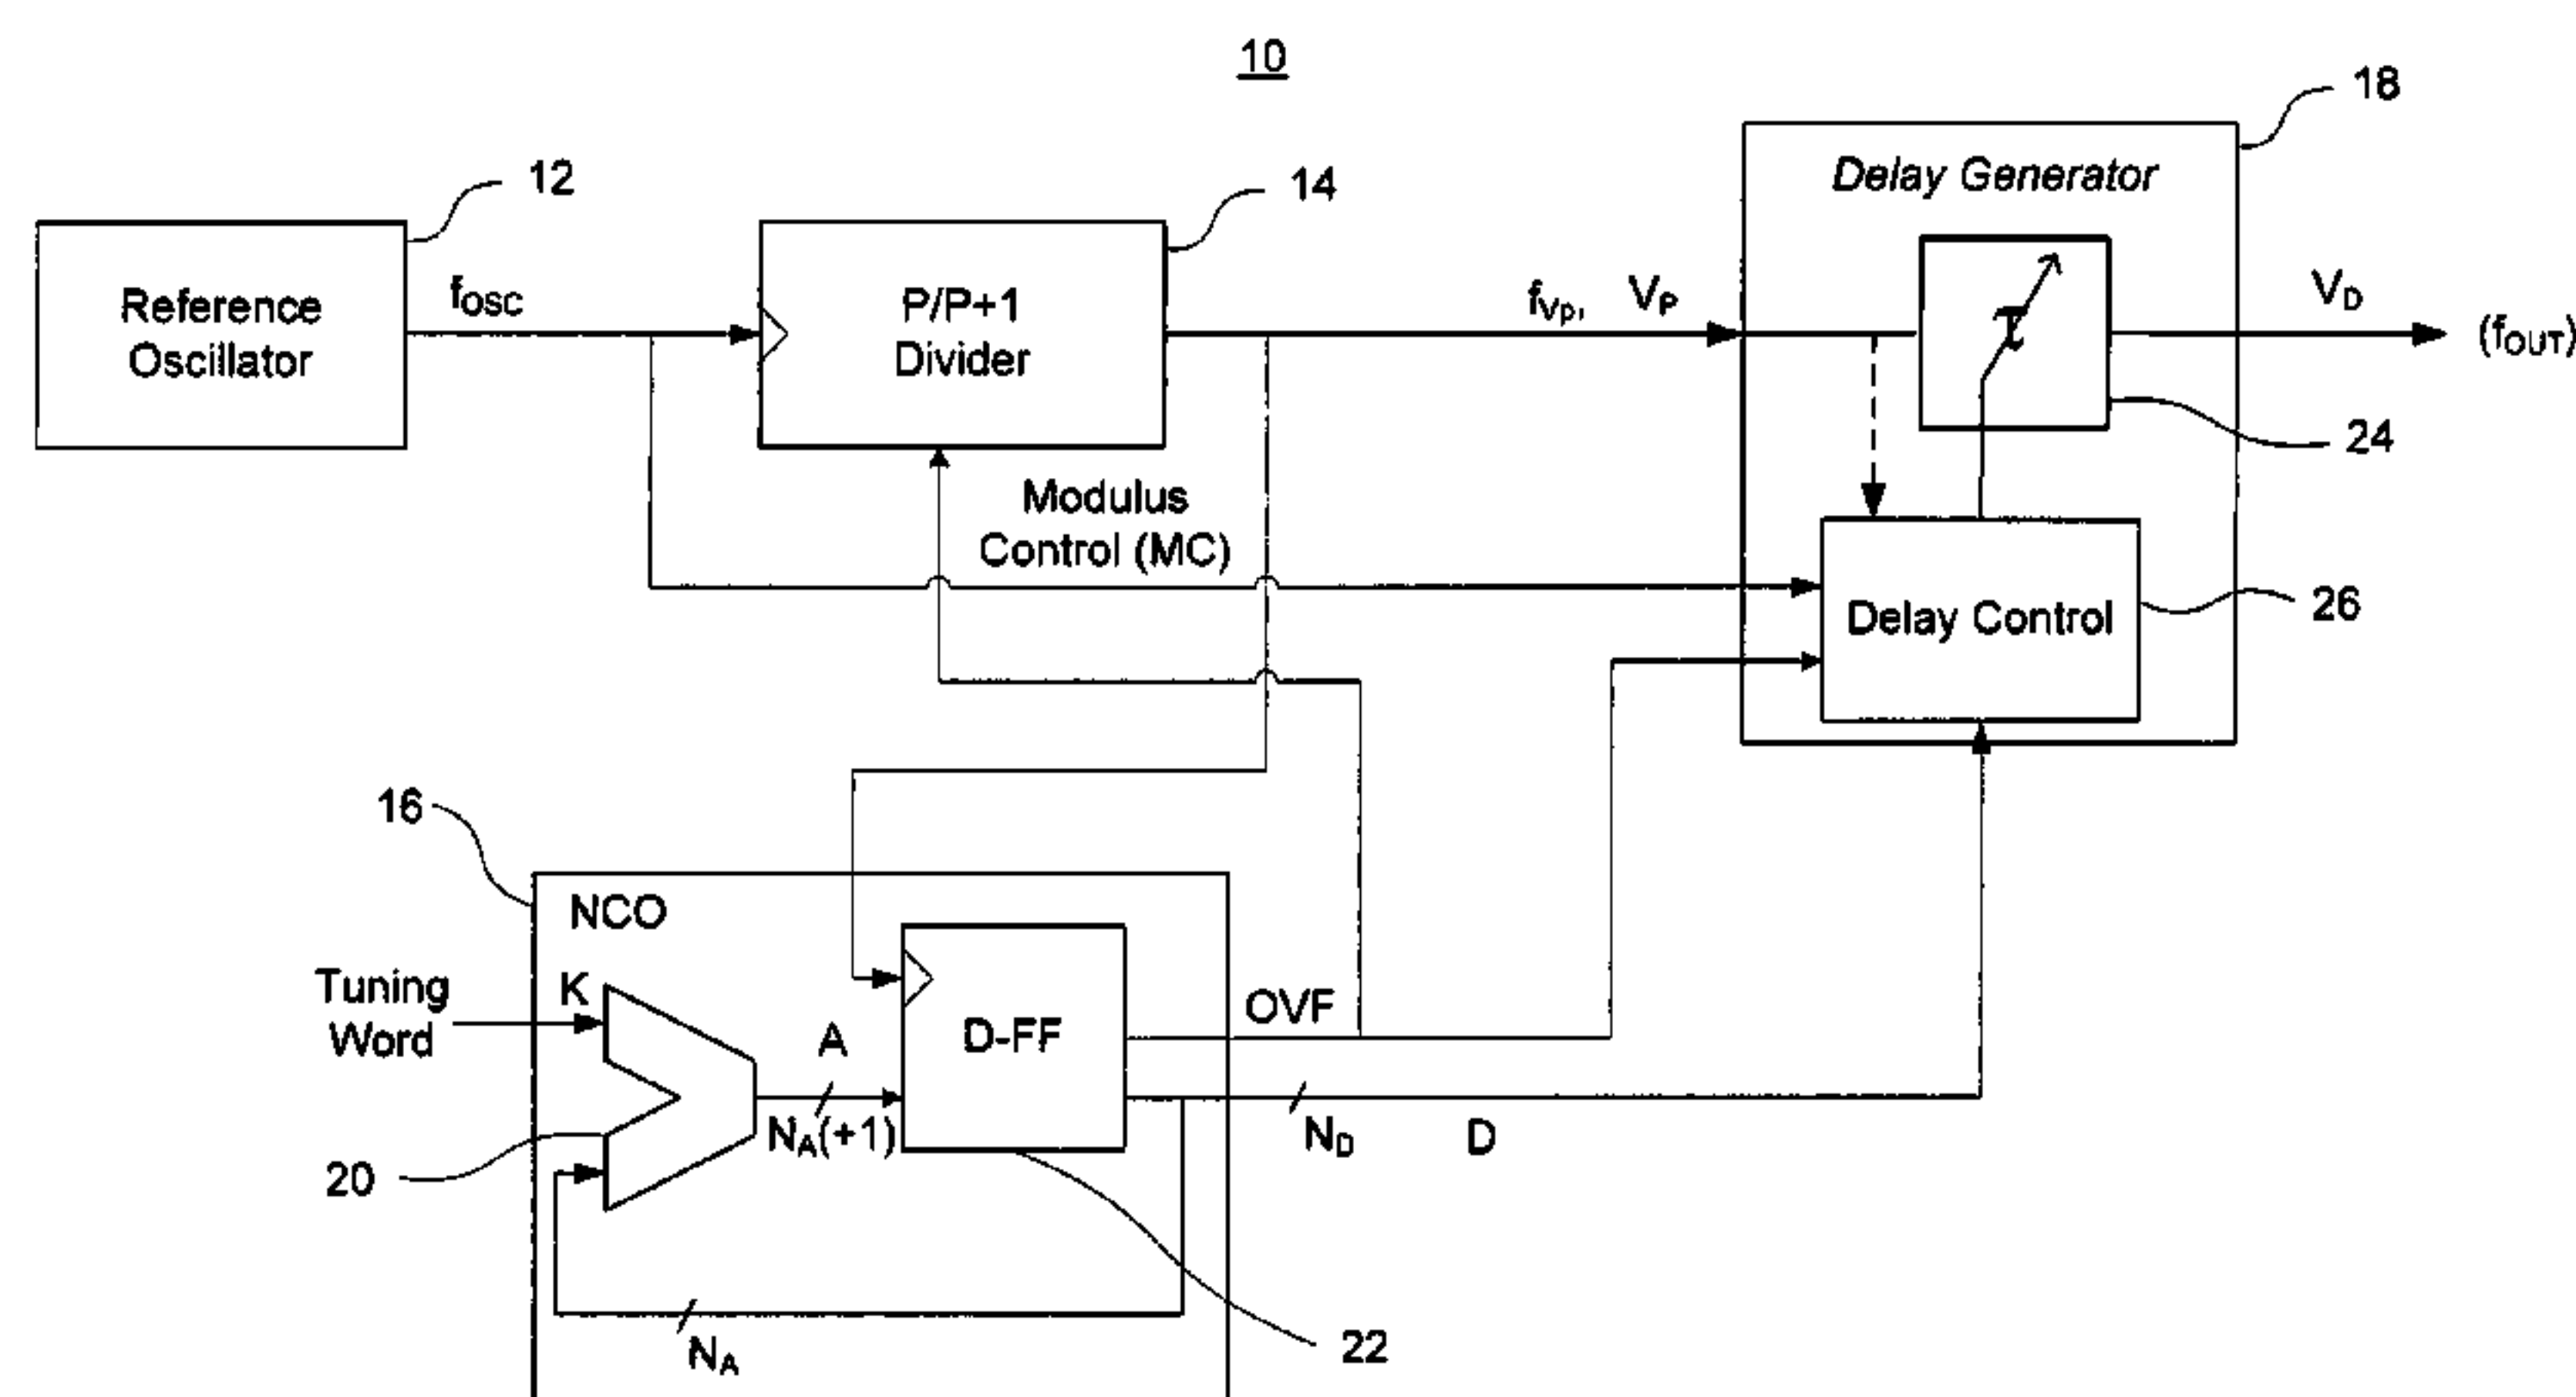 10
18
Delay Generator
12
14
Reference
Oscillator
fOSC
P/P+1
Divider
fVp, VP
τ
VD
(fOUT)
24
Modulus
Control (MC)
Delay Control
26
16
NCO
Tuning
Word
K
A
NA(+1)
D-FF
OVF
ND
D
20
NA
22